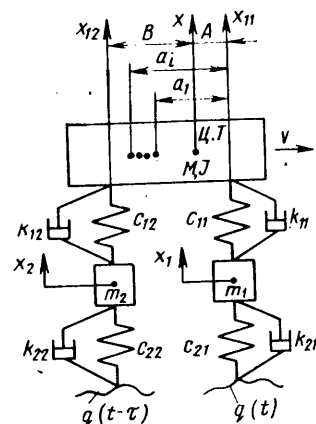 x₁₂ B x A x₁₁
aᵢ
a₁
Ц.Т V
M,J
k₁₂ c₁₂ c₁₁ k₁₁
x₂ m₂ x₁ m₁
k₂₂ c₂₂ c₂₁ k₂₁
q(t-τ) q(t)